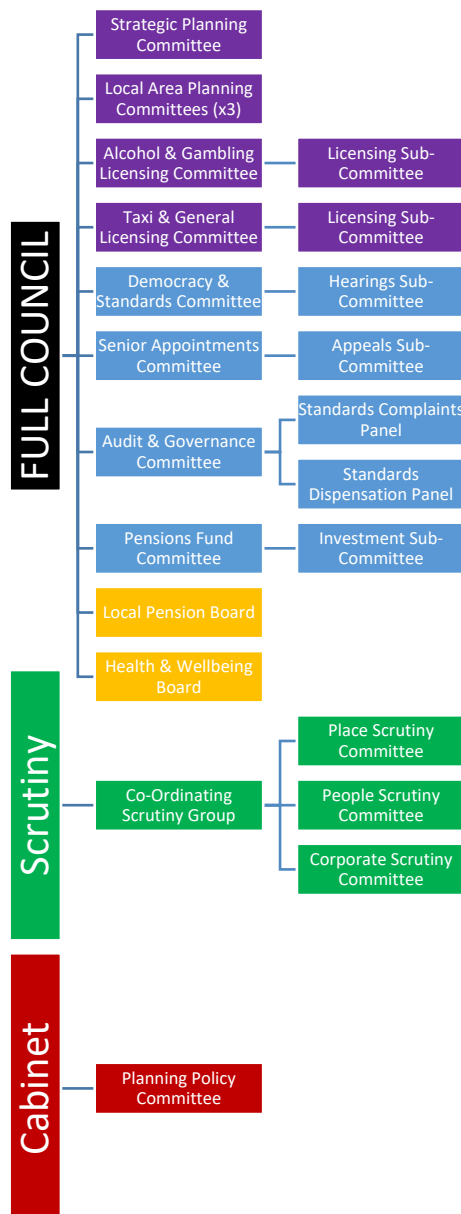 FULL COUNCIL
Strategic Planning
Committee
Local Area Planning
Committees (x3)
Alcohol & Gambling
Licensing Committee
Licensing Sub-
Committee
Taxi & General
Licensing Committee
Licensing Sub-
Committee
Democracy &
Standards Committee
Hearings Sub-
Committee
Senior Appointments
Committee
Appeals Sub-
Committee
Audit & Governance
Committee
Standards Complaints
Panel
Standards
Dispensation Panel
Pensions Fund
Committee
Investment Sub-
Committee
Local Pension Board
Health & Wellbeing
Board
Scrutiny
Co-Ordinating
Scrutiny Group
Place Scrutiny
Committee
People Scrutiny
Committee
Corporate Scrutiny
Committee
Cabinet
Planning Policy
Committee